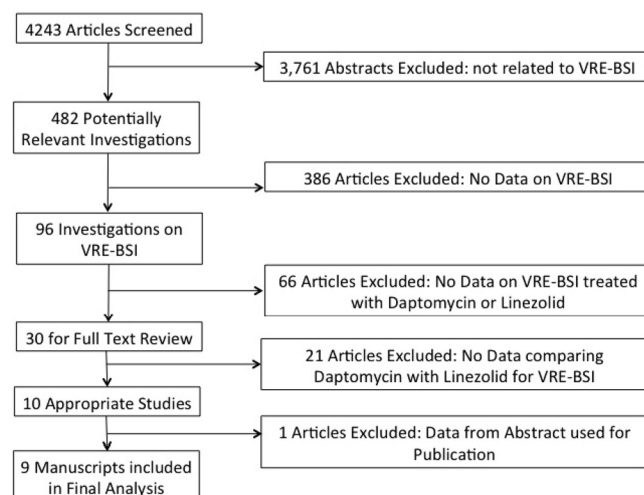 4243 Articles Screened
3,761 Abstracts Excluded: not related to VRE-BSI
482 Potentially
Relevant Investigations
386 Articles Excluded: No Data on VRE-BSI
96 Investigations on
VRE-BSI
66 Articles Excluded: No Data on VRE-BSI treated
with Daptomycin or Linezolid
30 for Full Text Review
21 Articles Excluded: No Data comparing
Daptomycin with Linezolid for VRE-BSI
10 Appropriate Studies
1 Articles Excluded: Data from Abstract used for
Publication
9 Manuscripts included
in Final Analysis